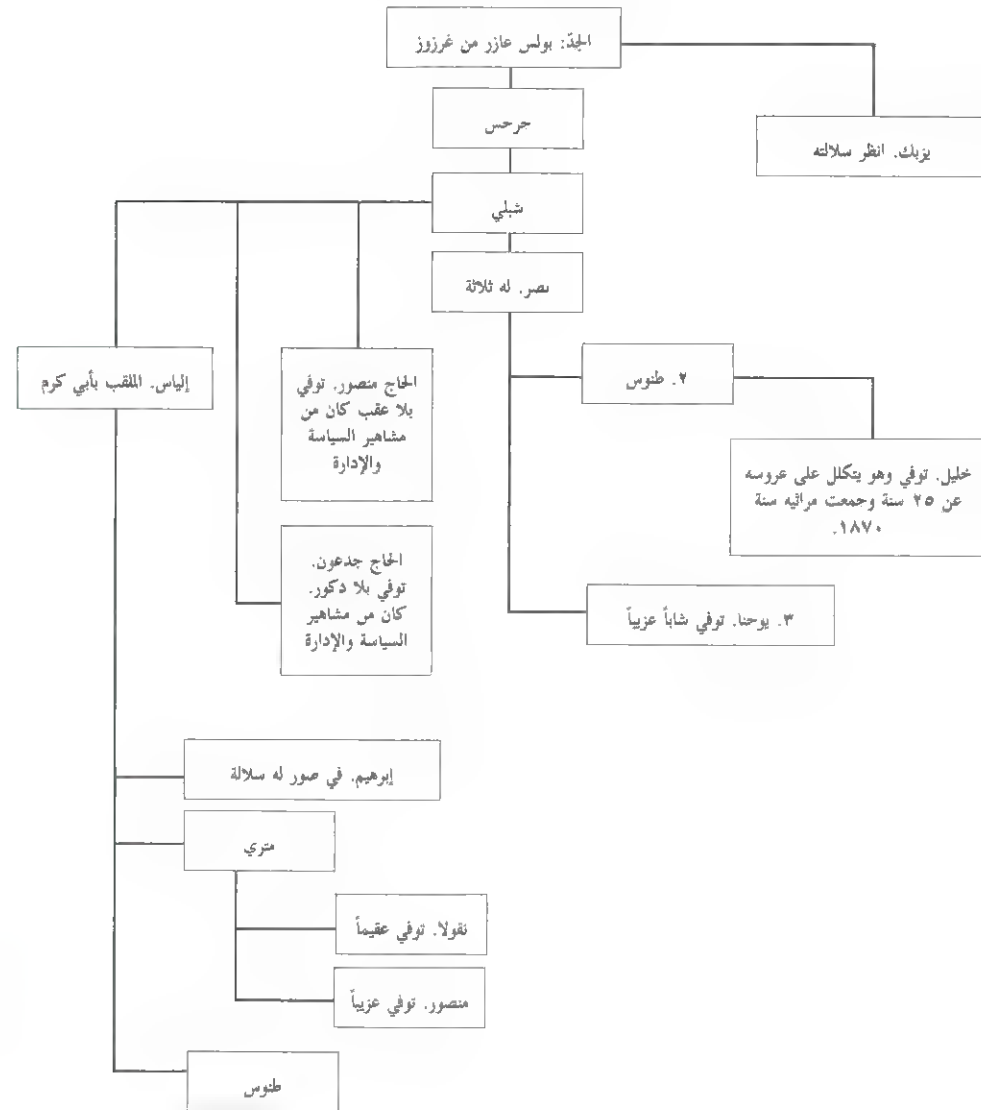 الجدّ: بولس عازر من غرزوز
جرجس
يزبك. انظر سلالته
شبلي
نصر. له ثلاثة
إلياس. الملقب بأبي كرم
الحاج منصور. توفي
بلا عقب كان من
مشاهير السياسة
والإدارة
٢. طنوس
خليل. توفي وهو يتكلل على عروسه
عن ٢٥ سنة وجمعت مراثيه سنة
١٨٧٠.
الحاج جدعون.
توفي بلا دكور.
كان من مشاهير
السياسة والإدارة
٣. يوحنا. توفي شاباً عزيباً
إبرهيم. في صور له سلالة
متري
نقولا. توفي عقيماً
منصور. توفي عزيباً
طنوس